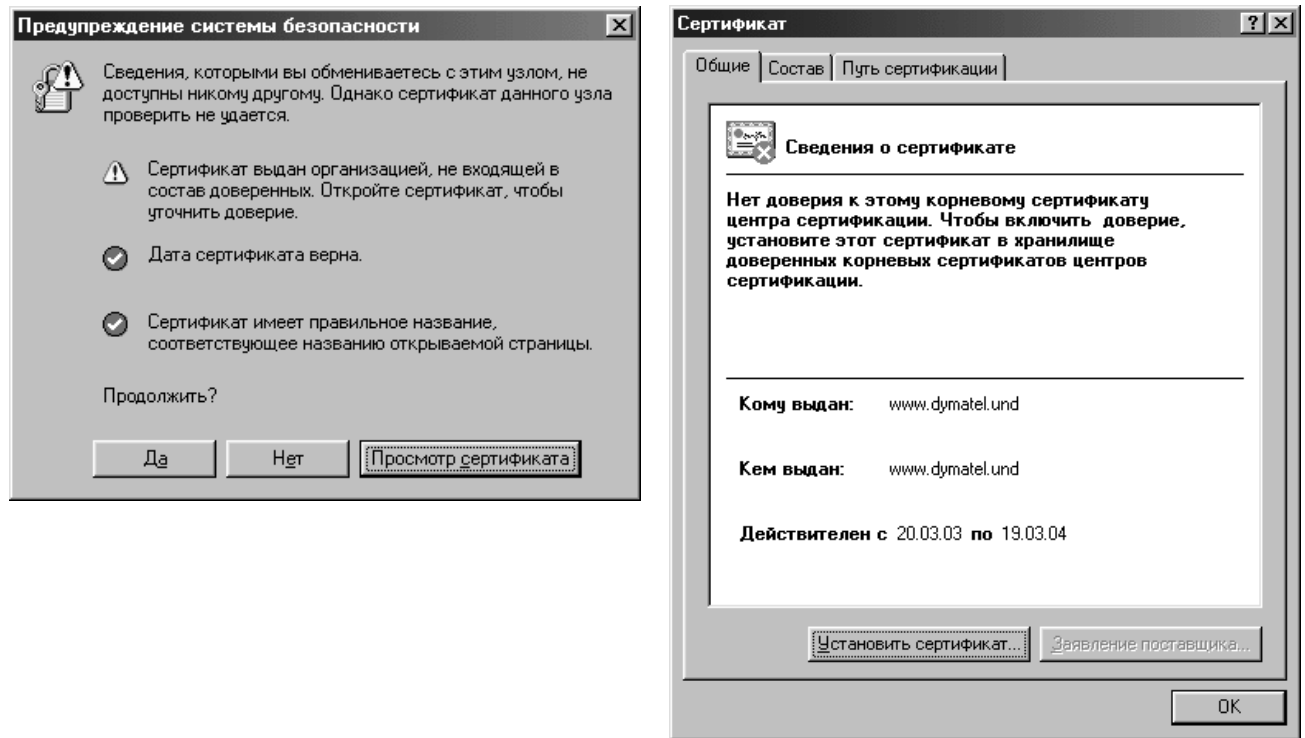 Предупреждение системы безопасности
Сведения, которыми вы обмениваетесь с этим узлом, не
доступны никому другому. Однако сертификат данного узла
проверить не удается.
Сертификат выдан организацией, не входящей в
состав доверенных. Откройте сертификат, чтобы
уточнить доверие.
Дата сертификата верна.
Сертификат имеет правильное название,
соответствующее названию открываемой страницы.
Продолжить?
Да
Нет
Просмотр сертификата
Сертификат
Общие
Состав
Путь сертификации
Сведения о сертификате
Нет доверия к этому корневому сертификату
центра сертификации. Чтобы включить доверие,
установите этот сертификат в хранилище
доверенных корневых сертификатов центров
сертификации.
Кому выдан: www.dymatel.und
Кем выдан: www.dymatel.und
Действителен с 20.03.03 по 19.03.04
Установить сертификат...
Заявление поставщика...
OK